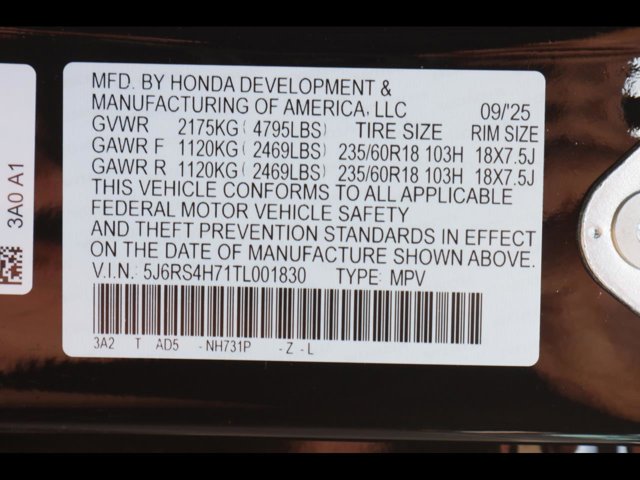 MFD. BY HONDA DEVELOPMENT &
MANUFACTURING OF AMERICA, LLC 09/'25
GVWR 2175KG( 4795LBS) TIRE SIZE RIM SIZE
GAWR F 1120KG( 2469LBS) 235/60R18 103H 18X7.5J
GAWR R 1120KG( 2469LBS) 235/60R18 103H 18X7.5J
THIS VEHICLE CONFORMS TO ALL APPLICABLE
FEDERAL MOTOR VEHICLE SAFETY
AND THEFT PREVENTION STANDARDS IN EFFECT
ON THE DATE OF MANUFACTURE SHOWN ABOVE.
V.I.N.: 5J6RS4H71TL001830 TYPE: MPV
3A2 T AD5 -NH731P -Z-L
3A0 A1